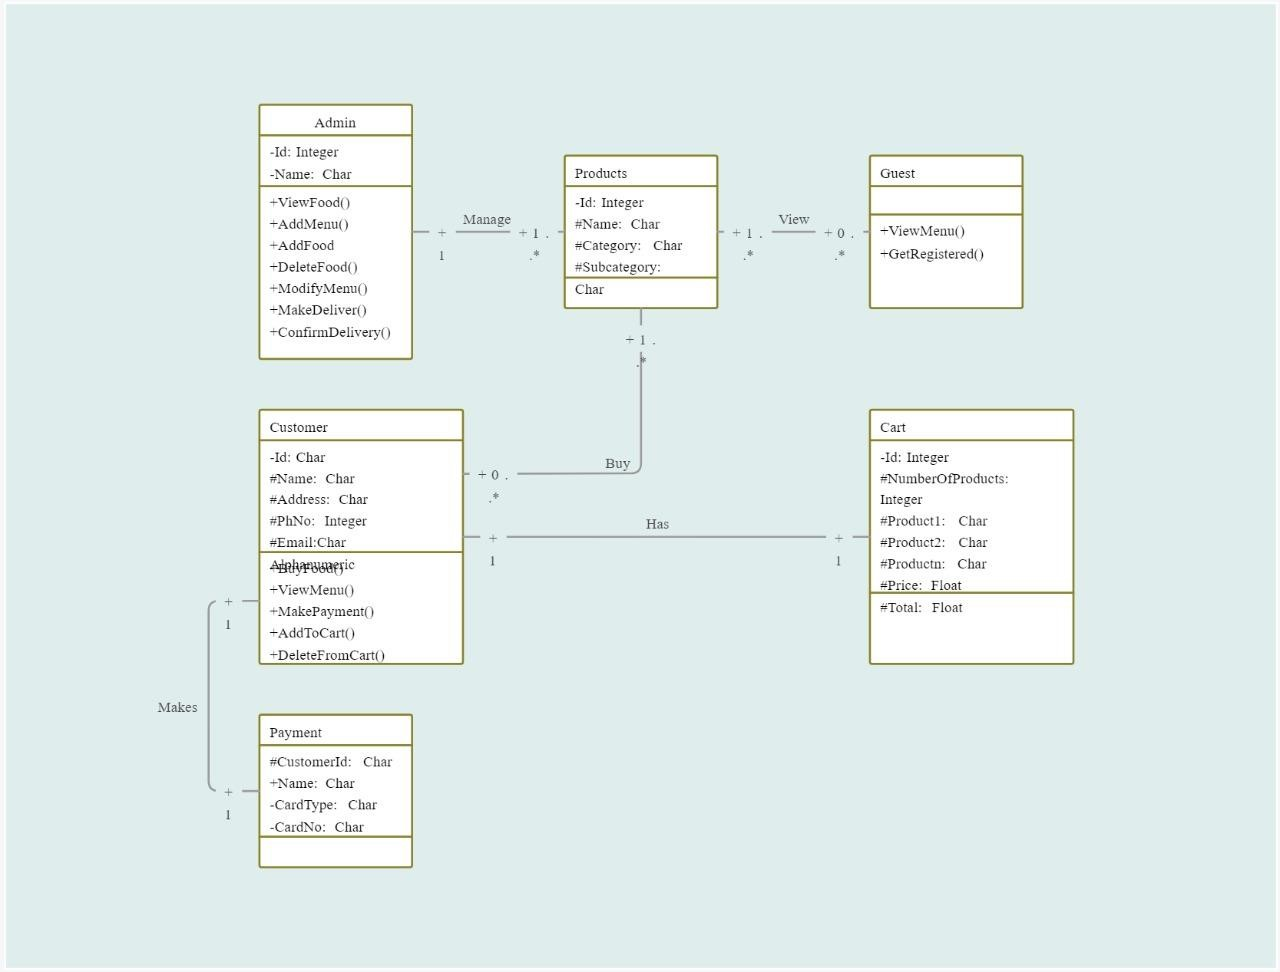 Admin
-Id: Integer
-Name: Char
+ViewFood()
+AddMenu()
+AddFood
+DeleteFood()
+ModifyMenu()
+MakeDeliver()
+ConfirmDelivery()
+
1
Manage
+ 1 .
.*
Products
-Id: Integer
#Name: Char
#Category: Char
#Subcategory:
Char
+ 1 .
.*
View
+ 0 .
.*
Guest
+ViewMenu()
+GetRegistered()
+ 1 .
.*
Buy
+ 0 .
.*
Customer
-Id: Char
#Name: Char
#Address: Char
#PhNo: Integer
#Email:Char
Alphanumeric
+BuyFood()
+ViewMenu()
+MakePayment()
+AddToCart()
+DeleteFromCart()
+
1
Has
+
1
Cart
-Id: Integer
#NumberOfProducts:
Integer
#Product1: Char
#Product2: Char
#Productn: Char
#Price: Float
#Total: Float
+
1
Makes
+
1
Payment
#CustomerId: Char
+Name: Char
-CardType: Char
-CardNo: Char